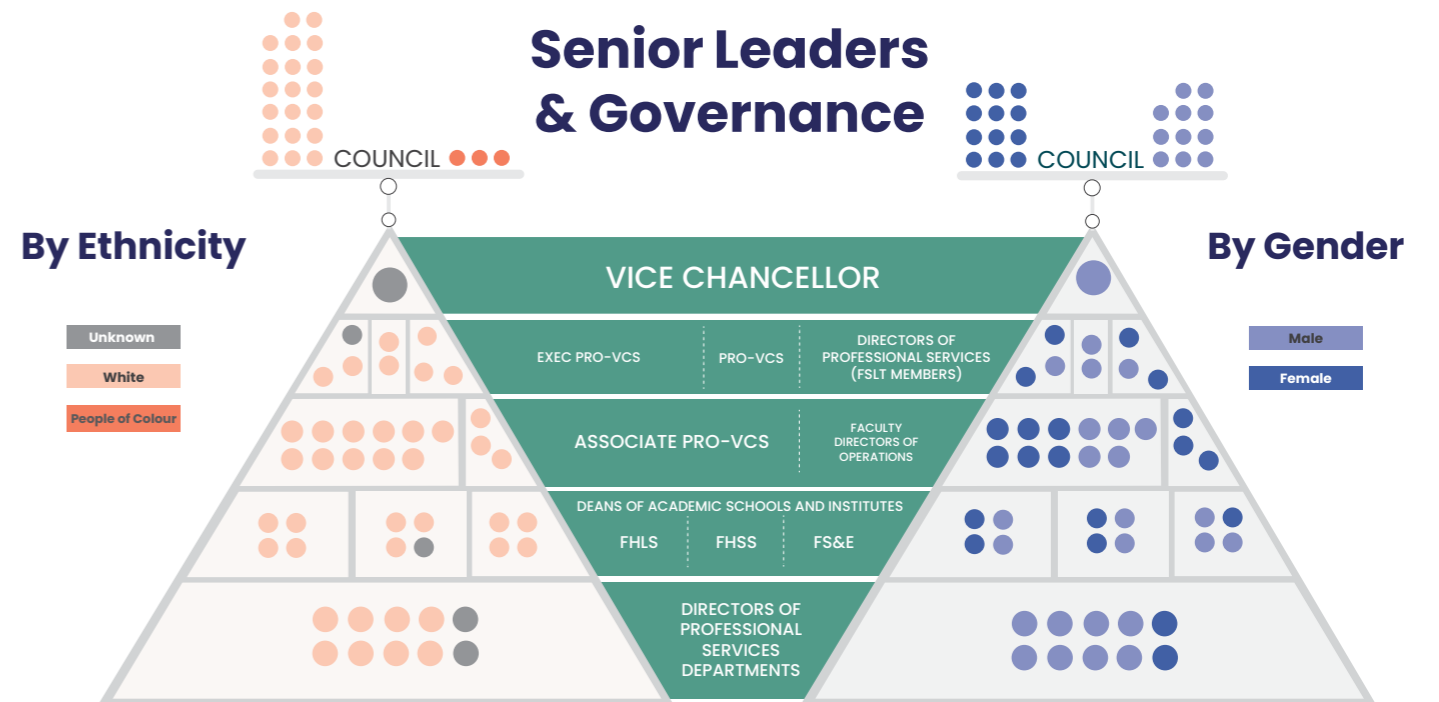 Senior Leaders
& Governance
COUNCIL
COUNCIL
By Ethnicity
By Gender
VICE CHANCELLOR
Unknown
White
People of Colour
Male
Female
EXEC PRO-VCS
PRO-VCS
DIRECTORS OF
PROFESSIONAL SERVICES
(FSLT MEMBERS)
ASSOCIATE PRO-VCS
FACULTY
DIRECTORS OF
OPERATIONS
DEANS OF ACADEMIC SCHOOLS AND INSTITUTES
FHLS
FHSS
FS&E
DIRECTORS OF
PROFESSIONAL
SERVICES
DEPARTMENTS